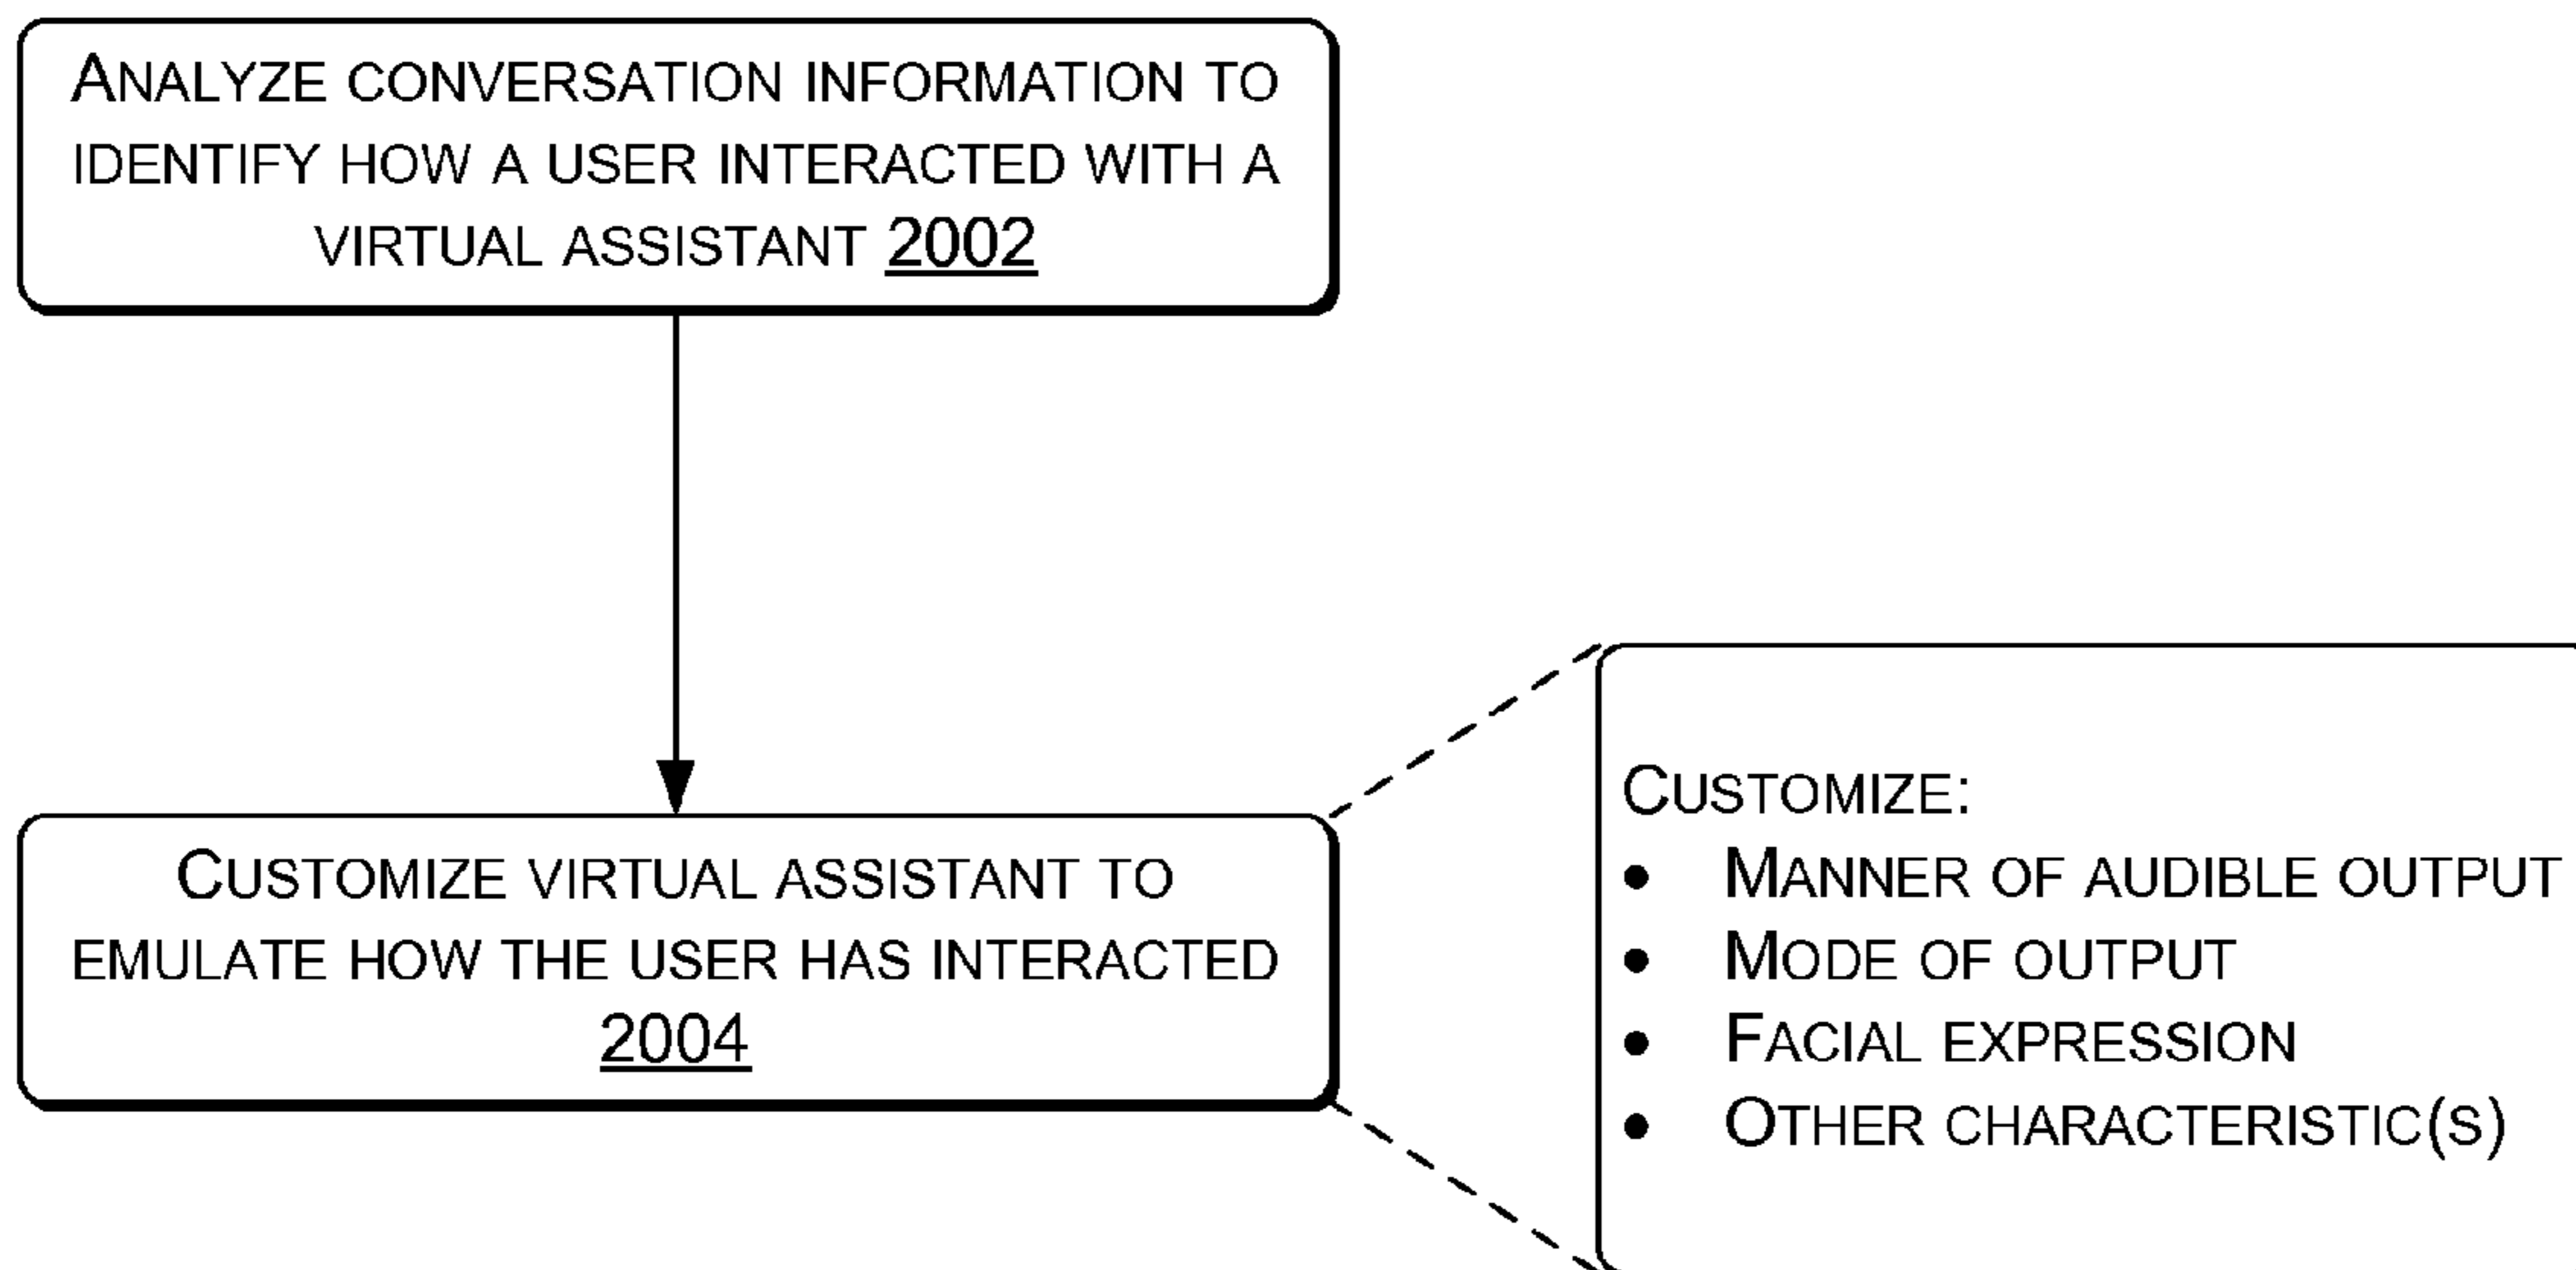 ANALYZE CONVERSATION INFORMATION TO
IDENTIFY HOW A USER INTERACTED WITH A
VIRTUAL ASSISTANT 2002
CUSTOMIZE VIRTUAL ASSISTANT TO
EMULATE HOW THE USER HAS INTERACTED
2004
CUSTOMIZE:
• MANNER OF AUDIBLE OUTPUT
• MODE OF OUTPUT
• FACIAL EXPRESSION
• OTHER CHARACTERISTIC(S)